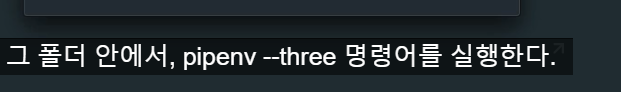 그 폴더 안에서, pipenv --three 명령어를 실행한다.